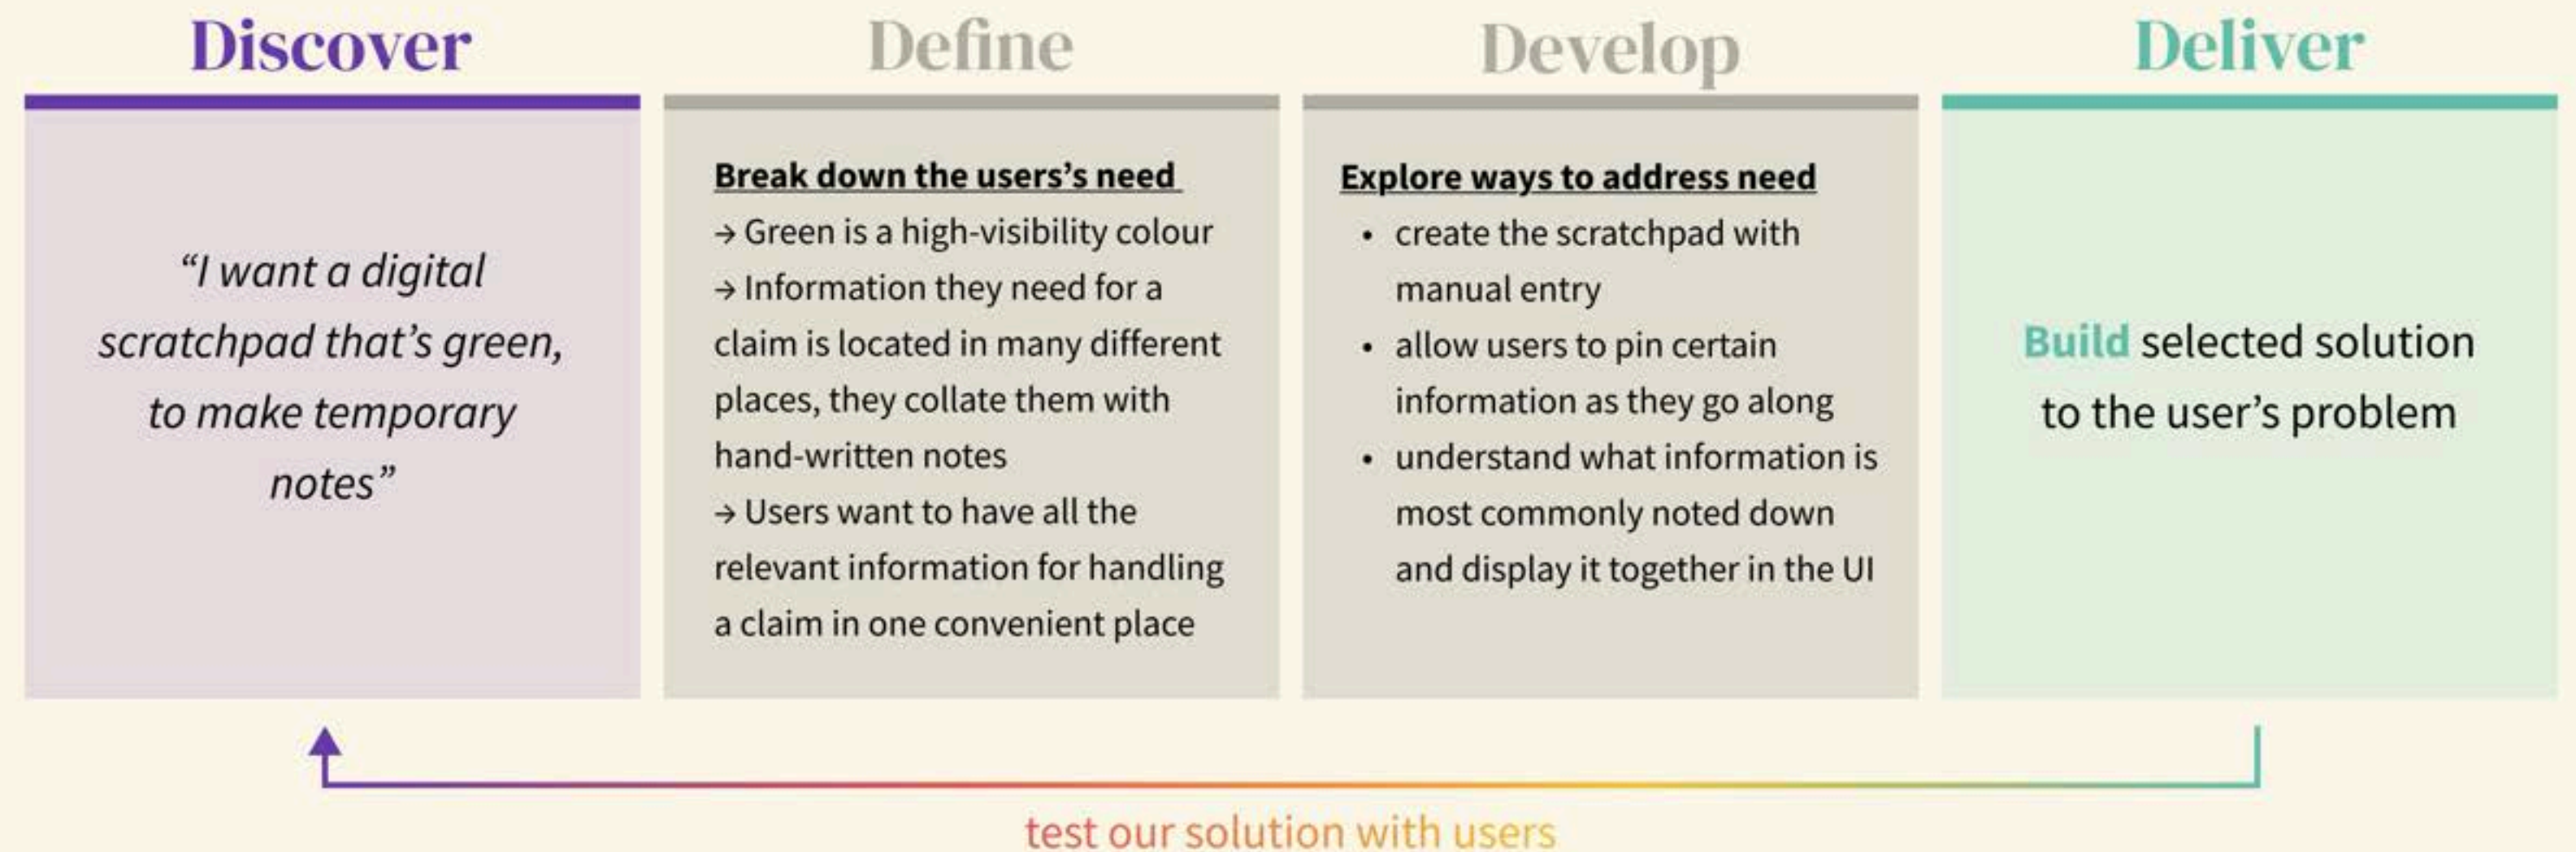 Discover
“I want a digital
scratchpad that’s green,
to make temporary
notes”
Define
Break down the users’s need
→ Green is a high-visibility colour
→ Information they need for a
claim is located in many different
places, they collate them with
hand-written notes
→ Users want to have all the
relevant information for handling
a claim in one convenient place
Develop
Explore ways to address need
• create the scratchpad with
manual entry
• allow users to pin certain
information as they go along
• understand what information is
most commonly noted down
and display it together in the UI
Deliver
Build selected solution
to the user’s problem
test our solution with users